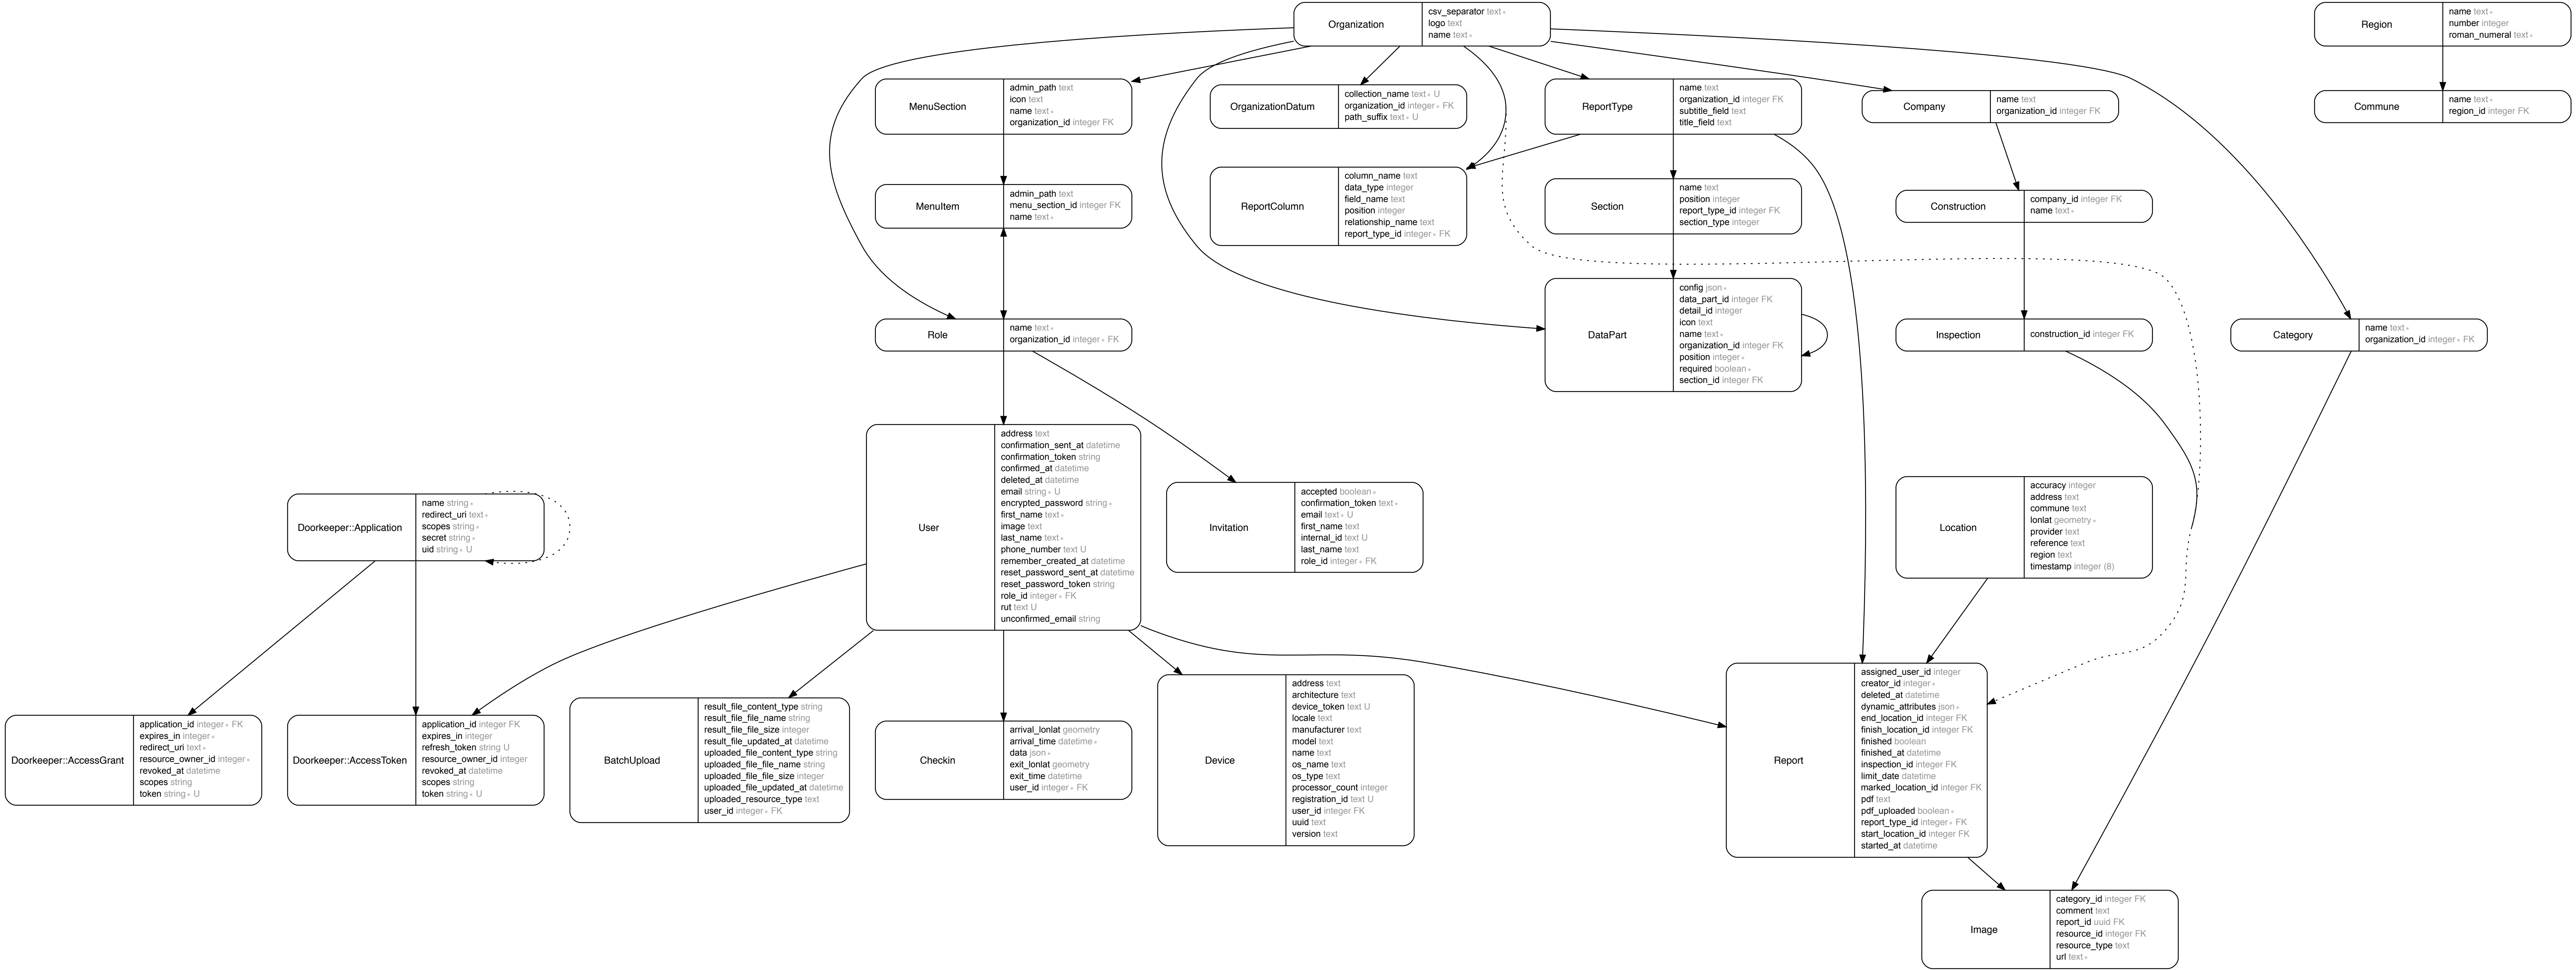 Organization
csv_separator text∗
logo text
name text∗
Region
name text∗
number integer
roman_numeral text∗
MenuSection
admin_path text
icon text
name text∗
organization_id integer FK
OrganizationDatum
collection_name text∗ U
organization_id integer∗ FK
path_suffix text∗ U
ReportType
name text
organization_id integer FK
subtitle_field text
title_field text
Company
name text
organization_id integer FK
Commune
name text∗
region_id integer FK
MenuItem
admin_path text
menu_section_id integer FK
name text∗
ReportColumn
column_name text
data_type integer
field_name text
position integer
relationship_name text
report_type_id integer∗ FK
Section
name text
position integer
report_type_id integer FK
section_type integer
Construction
company_id integer FK
name text∗
Role
name text∗
organization_id integer∗ FK
DataPart
config json∗
data_part_id integer FK
detail_id integer
icon text
name text∗
organization_id integer FK
position integer∗
required boolean∗
section_id integer FK
Inspection
construction_id integer FK
Category
name text∗
organization_id integer∗ FK
Doorkeeper::Application
name string∗
redirect_uri text∗
scopes string∗
secret string∗
uid string∗ U
User
address text
confirmation_sent_at datetime
confirmation_token string
confirmed_at datetime
deleted_at datetime
email string∗ U
encrypted_password string∗
first_name text∗
image text
last_name text∗
phone_number text U
remember_created_at datetime
reset_password_sent_at datetime
reset_password_token string
role_id integer∗ FK
rut text U
unconfirmed_email string
Invitation
accepted boolean∗
confirmation_token text∗
email text∗ U
first_name text
internal_id text U
last_name text
role_id integer∗ FK
Location
accuracy integer
address text
commune text
lonlat geometry∗
provider text
reference text
region text
timestamp integer (8)
Doorkeeper::AccessGrant
application_id integer∗ FK
expires_in integer∗
redirect_uri text∗
resource_owner_id integer∗
revoked_at datetime
scopes string
token string∗ U
Doorkeeper::AccessToken
application_id integer FK
expires_in integer
refresh_token string U
resource_owner_id integer
revoked_at datetime
scopes string
token string∗ U
BatchUpload
result_file_content_type string
result_file_file_name string
result_file_file_size integer
result_file_updated_at datetime
uploaded_file_content_type string
uploaded_file_file_name string
uploaded_file_file_size integer
uploaded_file_updated_at datetime
uploaded_resource_type text
user_id integer∗ FK
Checkin
arrival_lonlat geometry
arrival_time datetime∗
data json∗
exit_lonlat geometry
exit_time datetime
user_id integer∗ FK
Device
address text
architecture text
device_token text U
locale text
manufacturer text
model text
name text
os_name text
os_type text
processor_count integer
registration_id text U
user_id integer FK
uuid text
version text
Report
assigned_user_id integer
creator_id integer∗
deleted_at datetime
dynamic_attributes json∗
end_location_id integer FK
finish_location_id integer FK
finished boolean
finished_at datetime
inspection_id integer FK
limit_date datetime
marked_location_id integer FK
pdf text
pdf_uploaded boolean∗
report_type_id integer∗ FK
start_location_id integer FK
started_at datetime
Image
category_id integer FK
comment text
report_id uuid FK
resource_id integer FK
resource_type text
url text∗